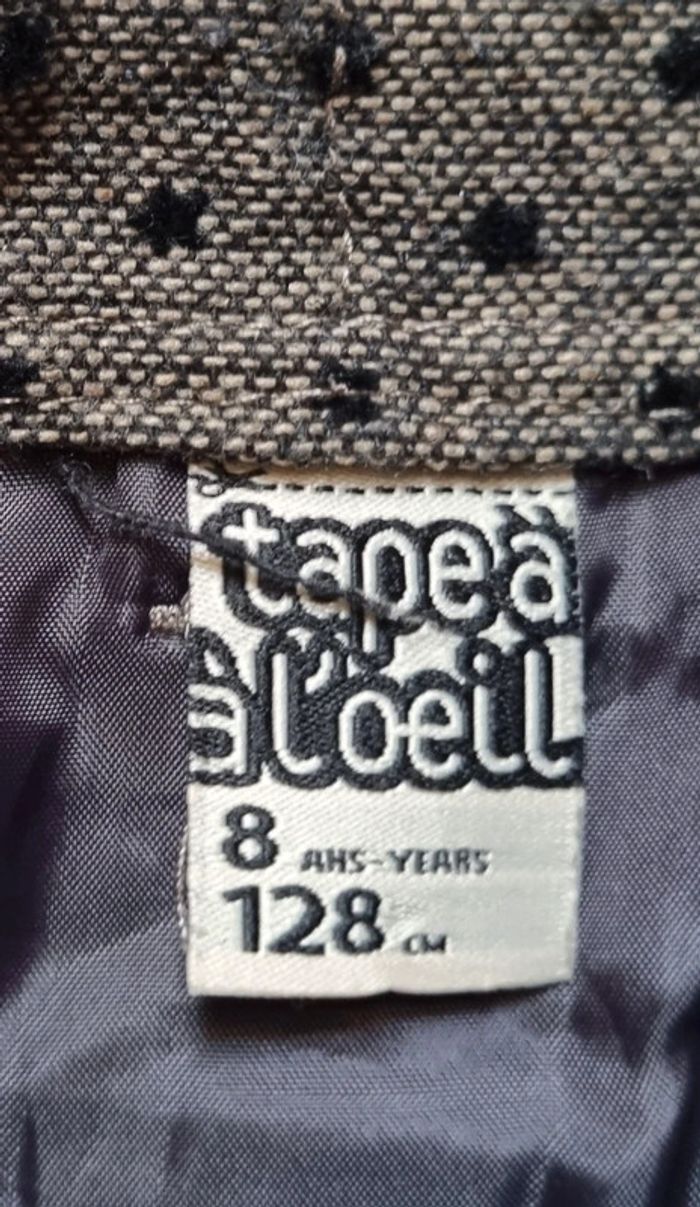 tape à
à l'oeil
8 ANS-YEARS
128 CM